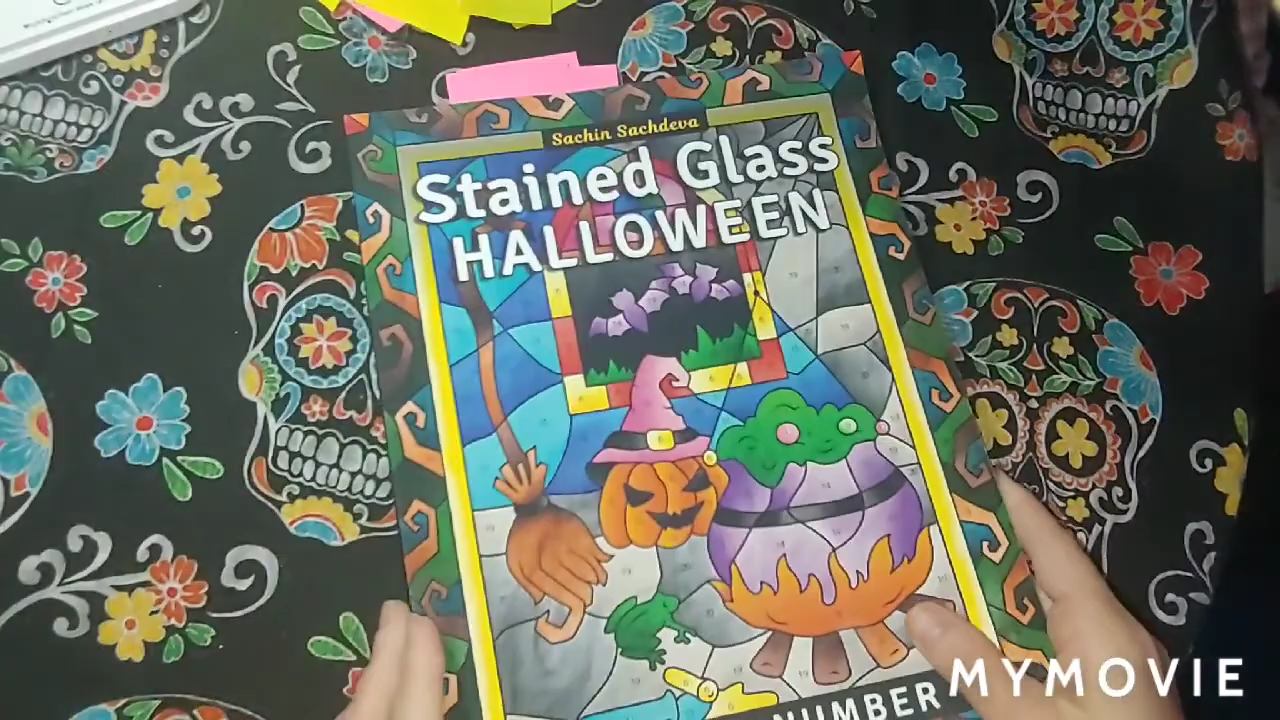 Sachin Sachdeva
Stained Glass
HALLOWEEN
NUMBER
MYMOVIE